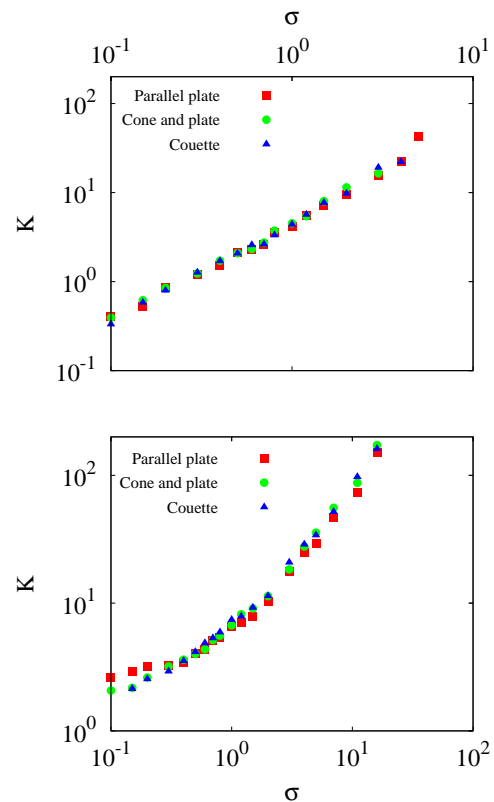 σ
10^-1 10^0 10^1
10^2
Parallel plate
Cone and plate
Couette
10^1
K
10^0
10^-1
Parallel plate
10^2
Cone and plate
Couette
K
10^1
10^0
10^-1 10^0 10^1 10^2
σ